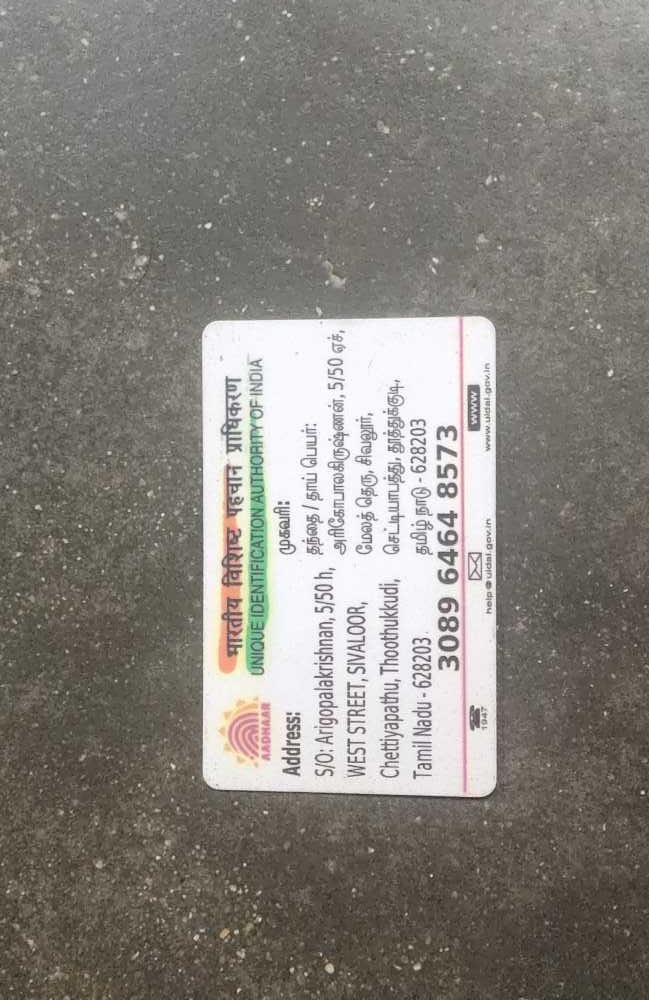 भारतीय विशिष्ट पहचान प्राधिकरण
UNIQUE IDENTIFICATION AUTHORITY OF INDIA
AADHAAR
Address:
S/O: Arigopalakrishnan, 5/50 h,
WEST STREET, SIVALOOR,
Chettiyapathu, Thoothukkudi,
Tamil Nadu - 628203
முகவரி:
தந்தை / தாய் பெயர்:
அரிகோபாலகிருஷ்ணன், 5/50 ஏச்,
மேலத் தெரு, சிவலூர்,
செட்டியாபத்து, தூத்துக்குடி,
தமிழ் நாடு - 628203
3089 6464 8573
1947
help@uidai.gov.in
www
www.uidai.gov.in